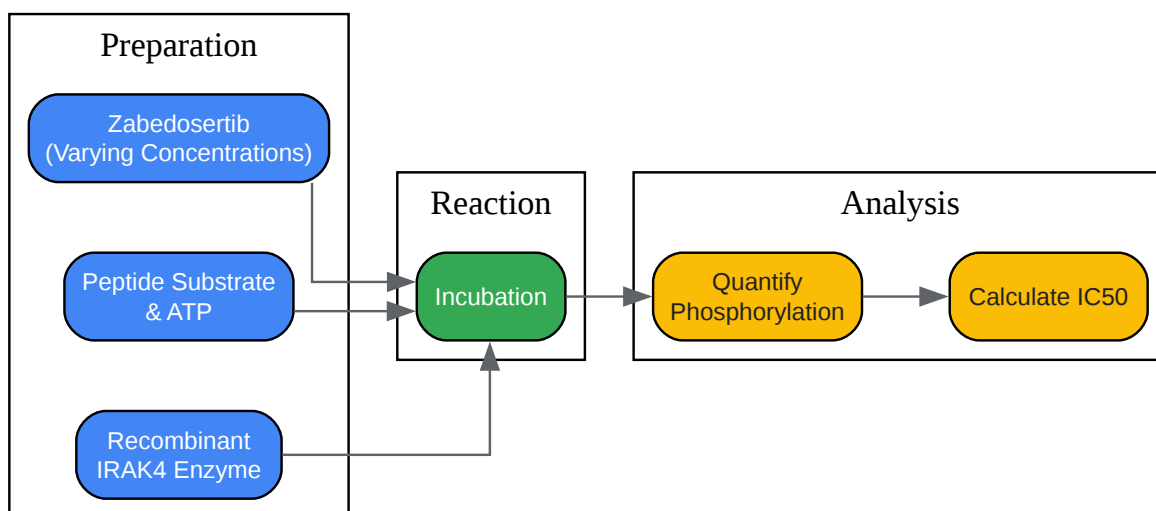 Preparation
Zabedosertib
(Varying Concentrations)
Peptide Substrate
& ATP
Recombinant
IRAK4 Enzyme
Reaction
Incubation
Analysis
Quantify
Phosphorylation
Calculate IC50